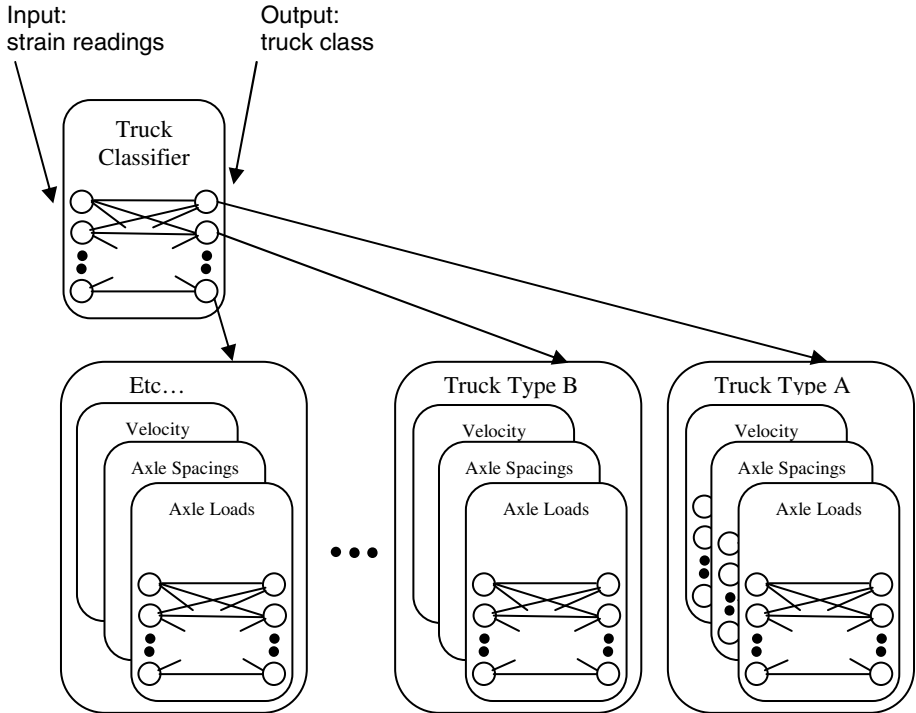 Input:
strain readings
Output:
truck class
Truck
Classifier
Etc...
Velocity
Axle Spacings
Axle Loads
Truck Type B
Velocity
Axle Spacings
Axle Loads
Truck Type A
Velocity
Axle Spacings
Axle Loads